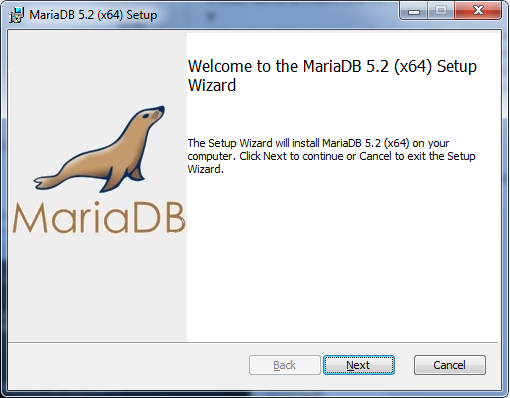 MariaDB 5.2 (x64) Setup
Welcome to the MariaDB 5.2 (x64) Setup
Wizard
The Setup Wizard will install MariaDB 5.2 (x64) on your
computer. Click Next to continue or Cancel to exit the Setup
Wizard.
MariaDB
Back
Next
Cancel